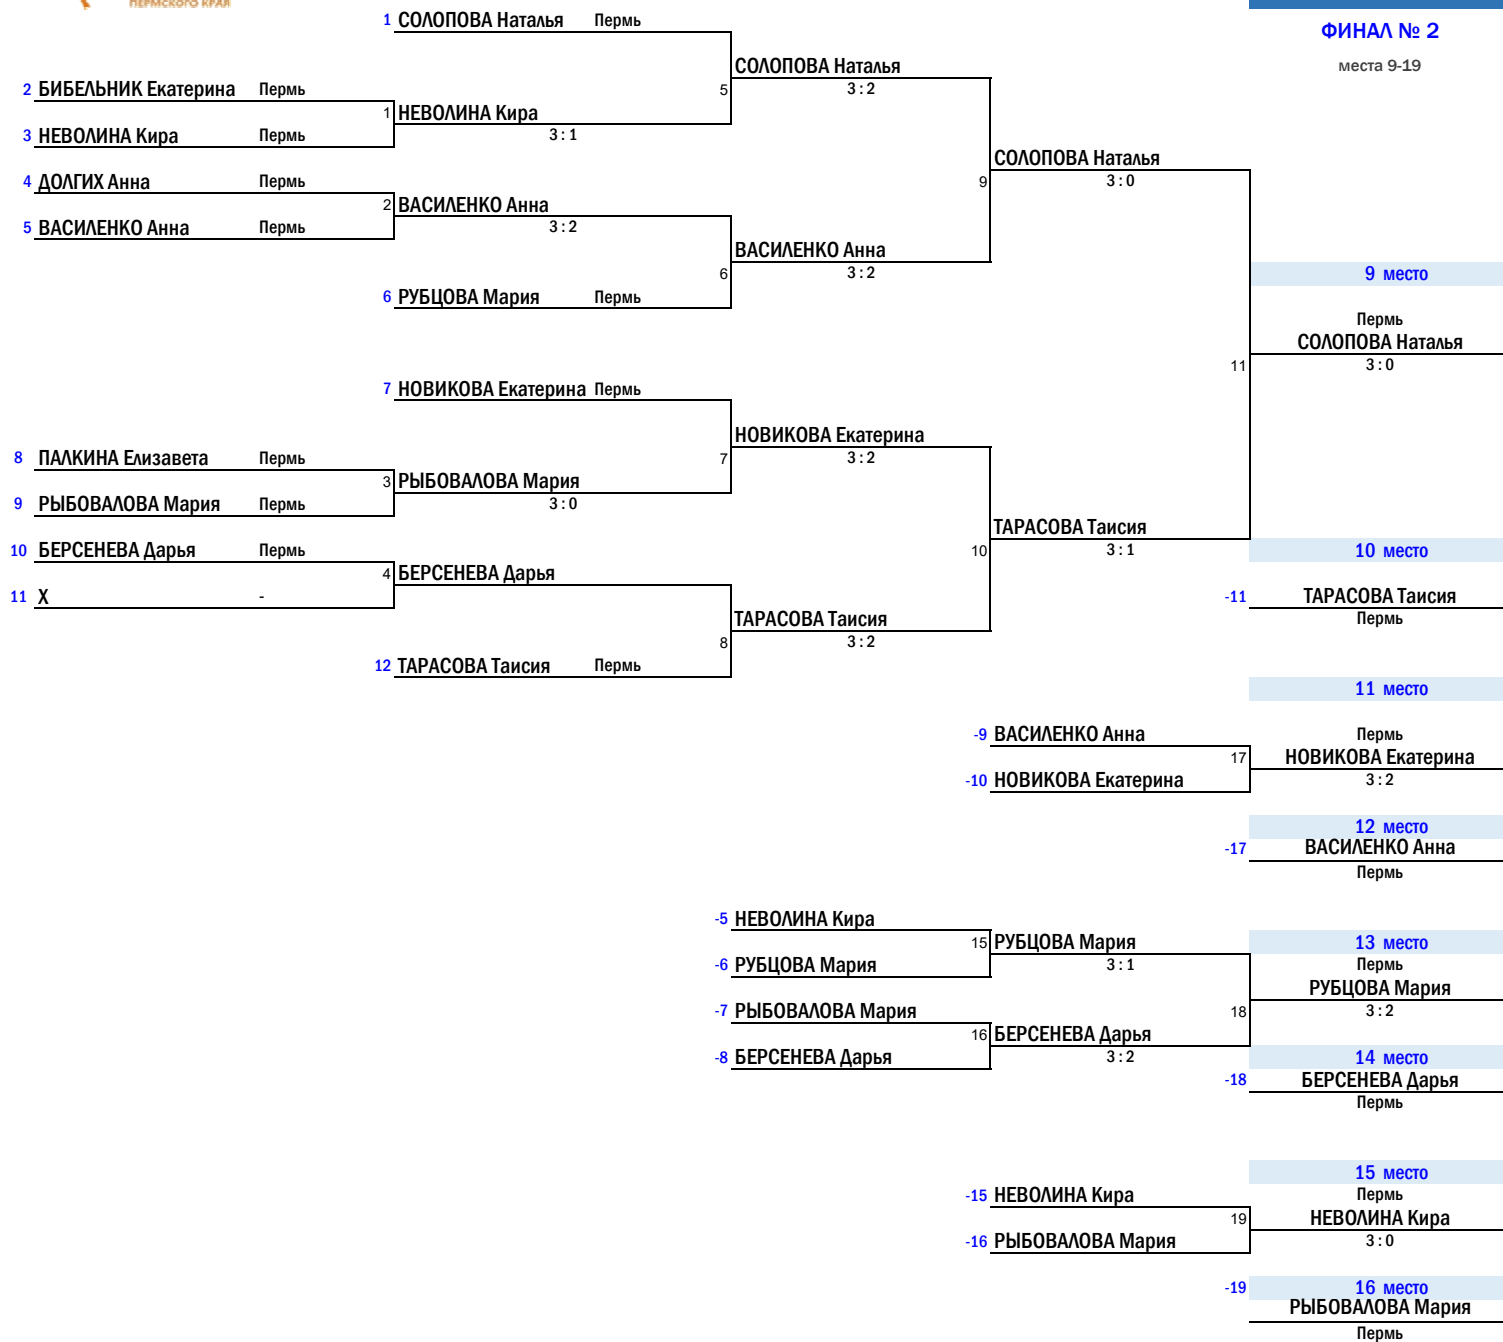 ПЕРМСКОГО КРАЯ
1 СОЛОПОВА Наталья Пермь
ФИНАЛ № 2
места 9-19
СОЛОПОВА Наталья
3 : 2
5
2 БИБЕЛЬНИК Екатерина Пермь
1 НЕВОЛИНА Кира
3 : 1
3 НЕВОЛИНА Кира Пермь
СОЛОПОВА Наталья
3 : 0
9
4 ДОЛГИХ Анна Пермь
2 ВАСИЛЕНКО Анна
3 : 2
5 ВАСИЛЕНКО Анна Пермь
ВАСИЛЕНКО Анна
3 : 2
6
9 место
6 РУБЦОВА Мария Пермь
Пермь
СОЛОПОВА Наталья
3 : 0
11
7 НОВИКОВА Екатерина Пермь
НОВИКОВА Екатерина
3 : 2
7
8 ПАЛКИНА Елизавета Пермь
3 РЫБОВАЛОВА Мария
3 : 0
9 РЫБОВАЛОВА Мария Пермь
ТАРАСОВА Таисия
3 : 1
10
10 место
10 БЕРСЕНЕВА Дарья Пермь
4 БЕРСЕНЕВА Дарья
11 X -
-11 ТАРАСОВА Таисия
Пермь
ТАРАСОВА Таисия
3 : 2
8
12 ТАРАСОВА Таисия Пермь
11 место
-9 ВАСИЛЕНКО Анна
Пермь
17 НОВИКОВА Екатерина
3 : 2
-10 НОВИКОВА Екатерина
12 место
-17 ВАСИЛЕНКО Анна
Пермь
-5 НЕВОЛИНА Кира
15 РУБЦОВА Мария
3 : 1
13 место
-6 РУБЦОВА Мария
Пермь
РУБЦОВА Мария
3 : 2
18
-7 РЫБОВАЛОВА Мария
16 БЕРСЕНЕВА Дарья
3 : 2
-8 БЕРСЕНЕВА Дарья
14 место
-18 БЕРСЕНЕВА Дарья
Пермь
15 место
-15 НЕВОЛИНА Кира
Пермь
19 НЕВОЛИНА Кира
3 : 0
-16 РЫБОВАЛОВА Мария
-19 16 место
РЫБОВАЛОВА Мария
Пермь